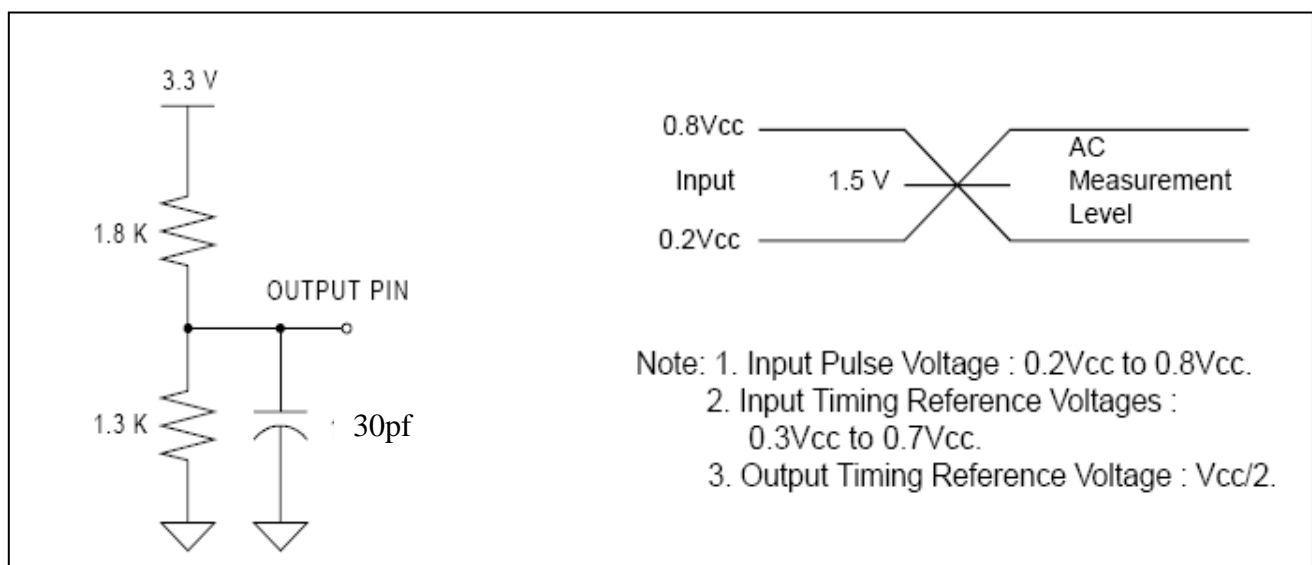 3.3 V
1.8 K
OUTPUT PIN
1.3 K
30pf
0.8Vcc
Input
1.5 V
0.2Vcc
AC
Measurement
Level
Note: 1. Input Pulse Voltage : 0.2Vcc to 0.8Vcc.
2. Input Timing Reference Voltages :
0.3Vcc to 0.7Vcc.
3. Output Timing Reference Voltage : Vcc/2.